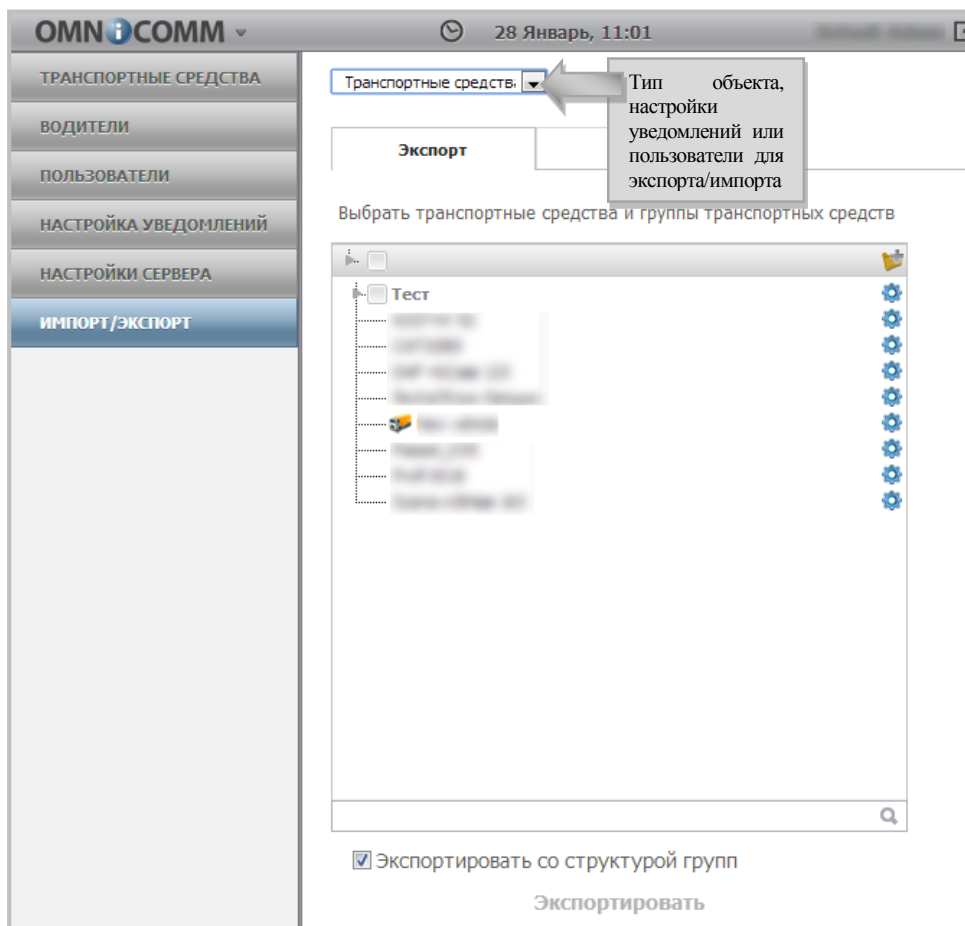 OMNiCOMM
28 Январь, 11:01
ТРАНСПОРТНЫЕ СРЕДСТВА
ВОДИТЕЛИ
ПОЛЬЗОВАТЕЛИ
НАСТРОЙКА УВЕДОМЛЕНИЙ
НАСТРОЙКИ СЕРВЕРА
ИМПОРТ/ЭКСПОРТ
Транспортные средства
Тип объекта,
настройки
уведомлений или
пользователи для
экспорта/импорта
Экспорт
Выбрать транспортные средства и группы транспортных средств
Тест
Экспортировать со структурой групп
Экспортировать